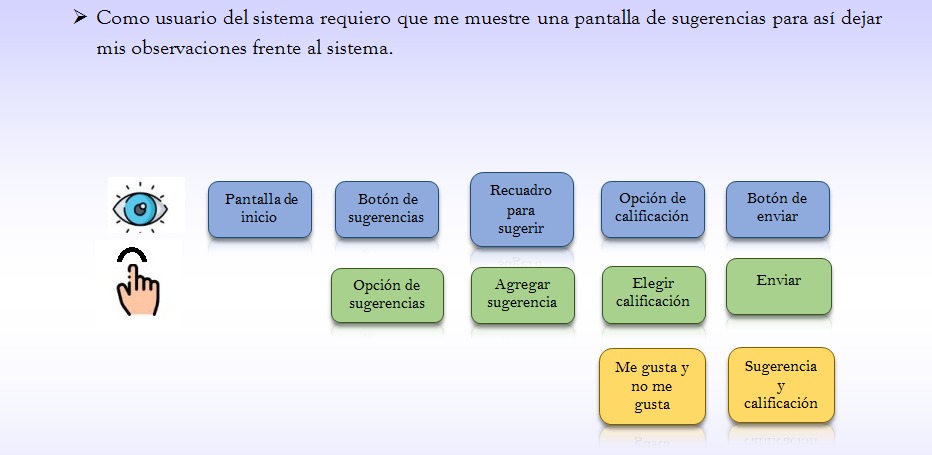 Como usuario del sistema requiero que me muestre una pantalla de sugerencias para así dejar
mis observaciones frente al sistema.
Pantalla de
inicio
Botón de
sugerencias
Recuadro
para
sugerir
Opción de
calificación
Botón de
enviar
Opción de
sugerencias
Agregar
sugerencia
Elegir
calificación
Enviar
Me gusta y
no me
gusta
Sugerencia
y
calificación